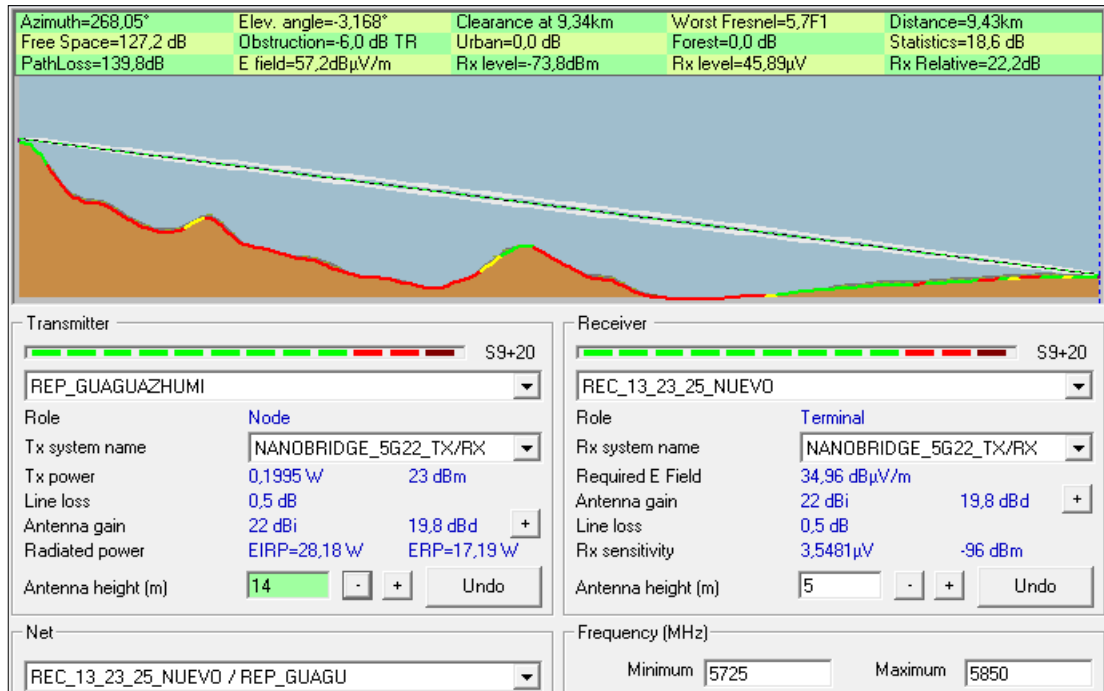 Azimuth=268,05° Elev. angle=-3,168° Clearance at 9,34km Worst Fresnel=5,7F1 Distance=9,43km
Free Space=127,2 dB Obstruction=-6,0 dB TR Urban=0,0 dB Forest=0,0 dB Statistics=18,6 dB
PathLoss=139,8dB E field=57,2dBµV/m Rx level=-73,8dBm Rx level=45,89µV Rx Relative=22,2dB
Transmitter
S9+20
REP_GUAGUAZHUMI
Role Node
Tx system name NANOBRIDGE_5G22_TX/RX
Tx power 0,1995 W 23 dBm
Line loss 0,5 dB
Antenna gain 22 dBi 19,8 dBd +
Radiated power EIRP=28,18 W ERP=17,19 W
Antenna height (m) 14 - + Undo
Receiver
S9+20
REC_13_23_25_NUEVO
Role Terminal
Rx system name NANOBRIDGE_5G22_TX/RX
Required E Field 34,96 dBµV/m
Antenna gain 22 dBi 19,8 dBd +
Line loss 0,5 dB
Rx sensitivity 3,5481µV -96 dBm
Antenna height (m) 5 - + Undo
Net
REC_13_23_25_NUEVO / REP_GUAGU
Frequency (MHz)
Minimum 5725 Maximum 5850